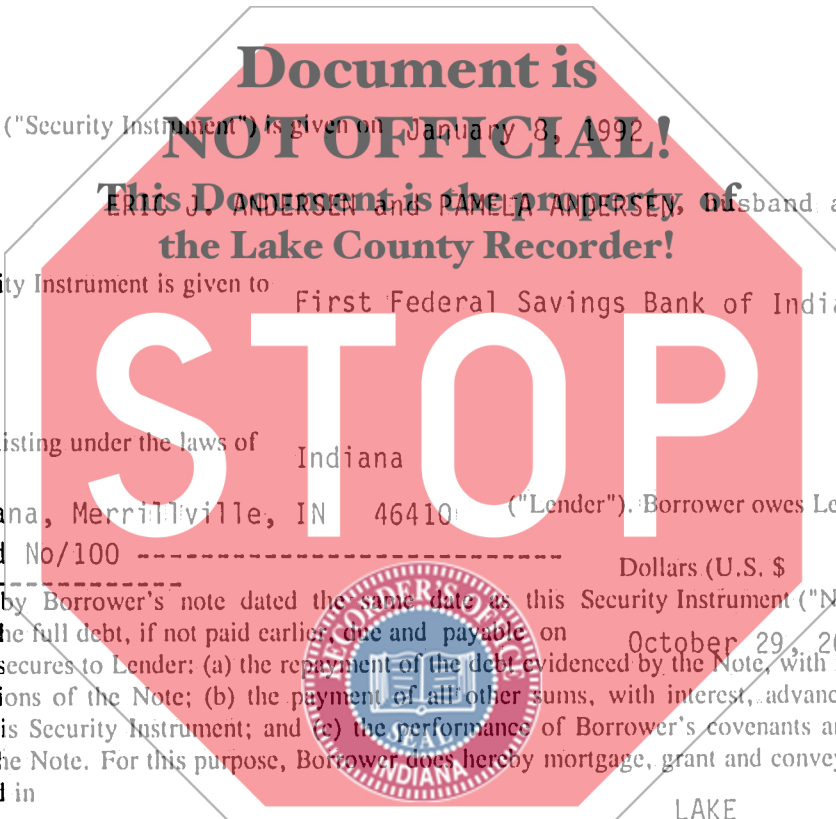 Document is
("Security Instrument") is given on January 8, 1992
NOT OFFICIAL!
This Document is the property of
ERIC J. ANDERSEN and PAMELA ANDERSEN, husband a
the Lake County Recorder!
ity Instrument is given to
First Federal Savings Bank of India
STOP
isting under the laws of
Indiana
ana, Merrillville, IN 46410 ("Lender"). Borrower owes Le
d No/100 ----------------------------
Dollars (U.S. $
------------
by Borrower's note dated the same date as this Security Instrument ("N
he full debt, if not paid earlier, due and payable on October 29, 20
secures to Lender: (a) the repayment of the debt evidenced by the Note, with
ions of the Note; (b) the payment of all other sums, with interest, advanc
is Security Instrument; and (c) the performance of Borrower's covenants a
he Note. For this purpose, Borrower does hereby mortgage, grant and convey
d in
LAKE
RECORDER'S OFFICE
SEAL
INDIANA